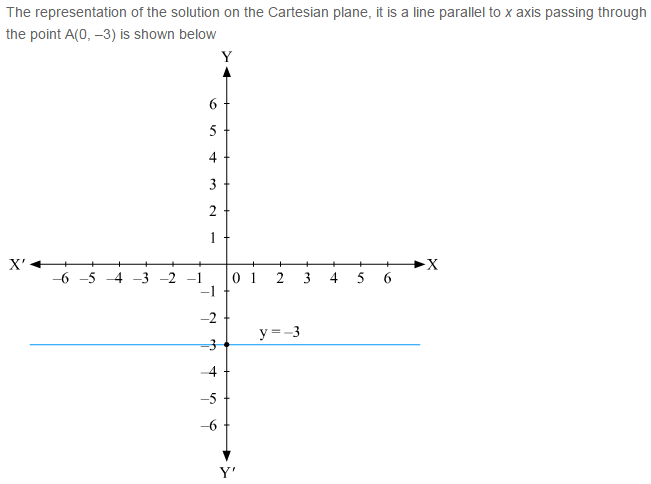 The representation of the solution on the Cartesian plane, it is a line parallel to x axis passing through
the point A(0, –3) is shown below
Y
6
5
4
3
2
1
X′ X
–6 –5 –4 –3 –2 –1 0 1 2 3 4 5 6
–1
–2
y = –3
–3
–4
–5
–6
Y′